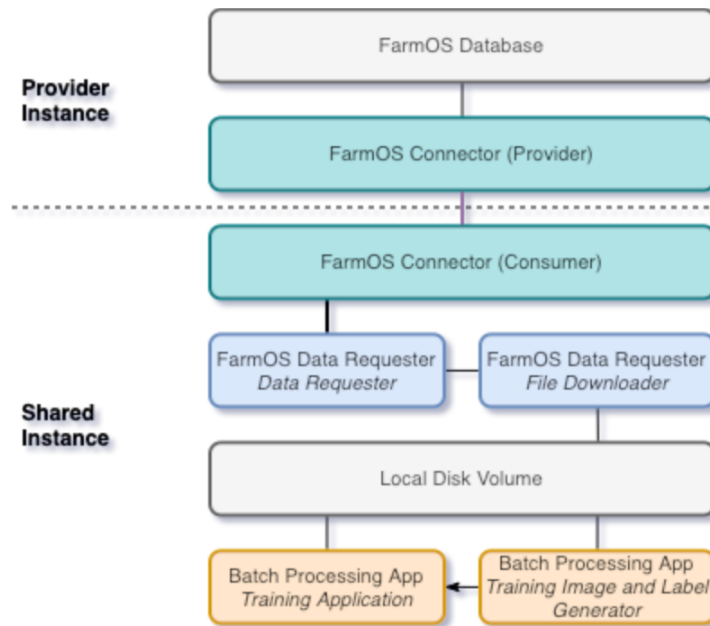 FarmOS Database
Provider
Instance
FarmOS Connector (Provider)
FarmOS Connector (Consumer)
FarmOS Data Requester
Data Requester
FarmOS Data Requester
File Downloader
Shared
Instance
Local Disk Volume
Batch Processing App
Training Application
Batch Processing App
Training Image and Label
Generator